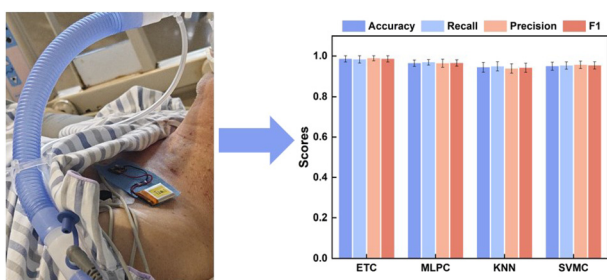 Accuracy Recall Precision F1
1.0
0.8
0.6
0.4
0.2
0.0
Scores
ETC MLPC KNN SVMC